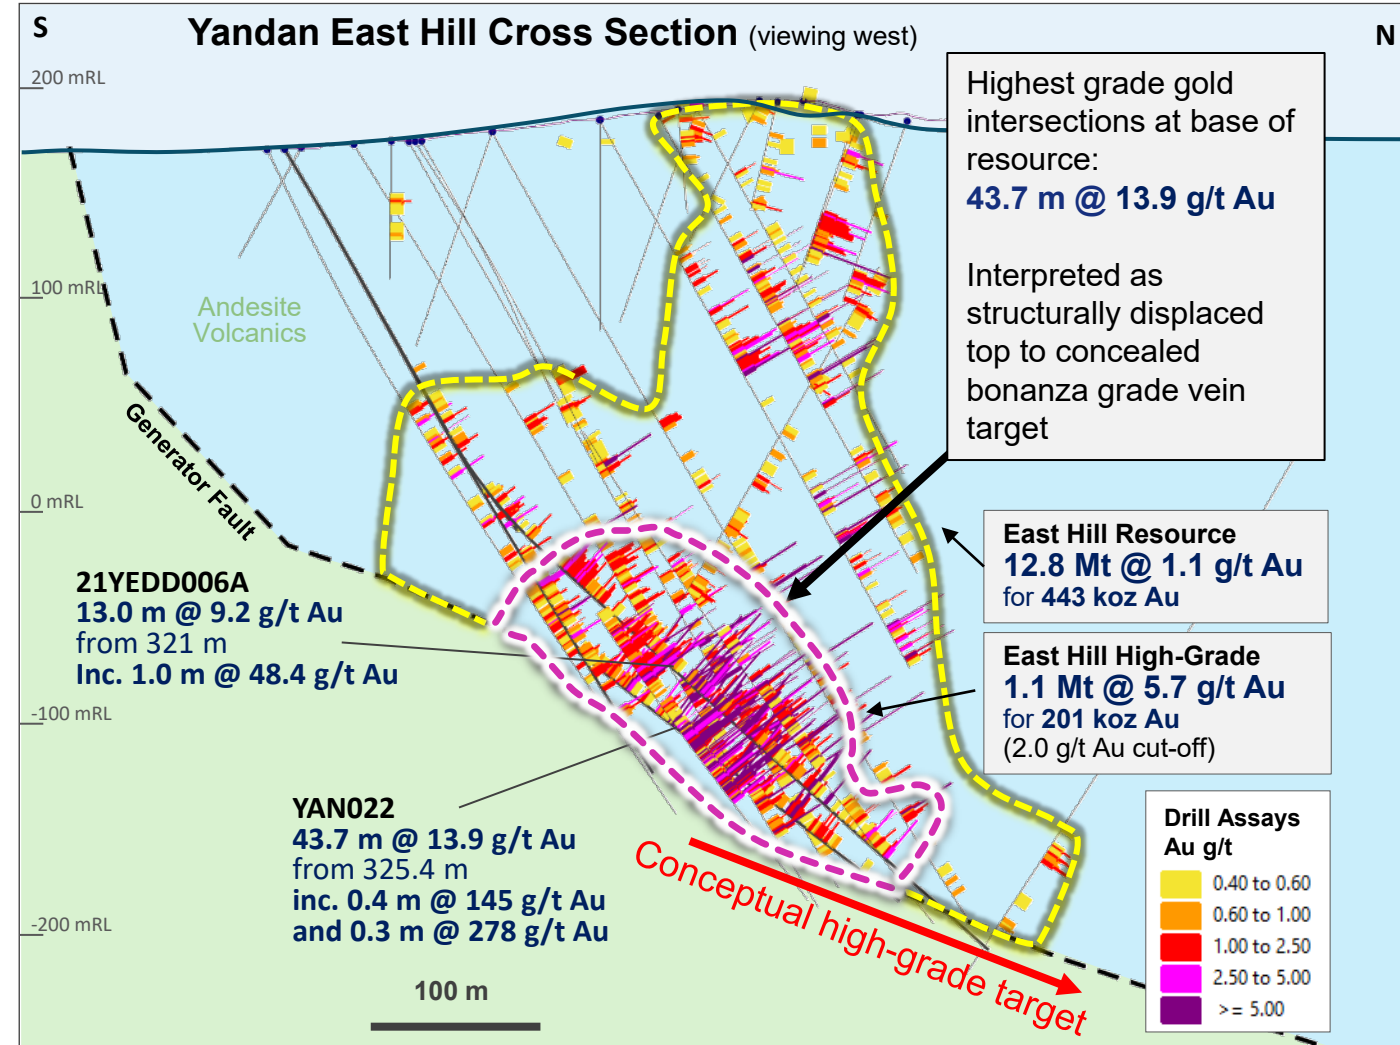 S
Yandan East Hill Cross Section (viewing west)
N
200 mRL
100 mRL
0 mRL
-100 mRL
-200 mRL
Highest grade gold
intersections at base of
resource:
43.7 m @ 13.9 g/t Au
Interpreted as
structurally displaced
top to concealed
bonanza grade vein
target
Andesite
Volcanics
Generator Fault
East Hill Resource
12.8 Mt @ 1.1 g/t Au
for 443 koz Au
21YEDD006A
13.0 m @ 9.2 g/t Au
from 321 m
Inc. 1.0 m @ 48.4 g/t Au
East Hill High-Grade
1.1 Mt @ 5.7 g/t Au
for 201 koz Au
(2.0 g/t Au cut-off)
YAN022
43.7 m @ 13.9 g/t Au
from 325.4 m
inc. 0.4 m @ 145 g/t Au
and 0.3 m @ 278 g/t Au
Conceptual high-grade target
Drill Assays
Au g/t
0.40 to 0.60
0.60 to 1.00
1.00 to 2.50
2.50 to 5.00
>= 5.00
100 m